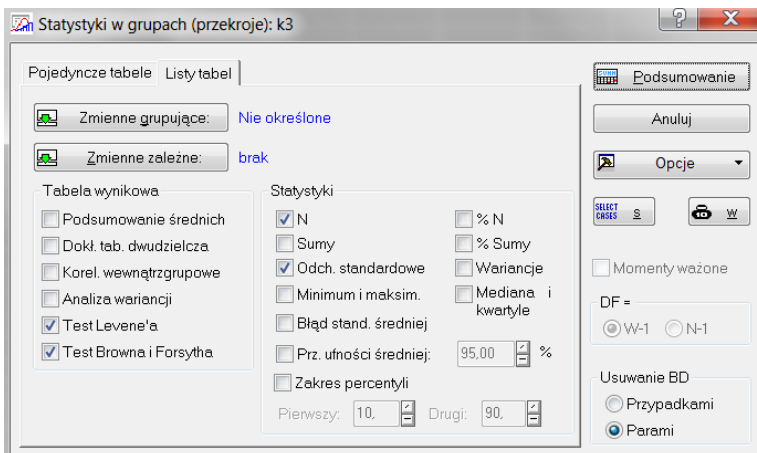 Statystyki w grupach (przekroje): k3
Pojedyncze tabele Listy tabel
Zmienne grupujące: Nie określone
Zmienne zależne: brak
Tabela wynikowa
Podsumowanie średnich
Dokł. tab. dwudzielcza
Korel. wewnątrzgrupowe
Analiza wariancji
Test Levene'a
Test Browna i Forsytha
Statystyki
N
% N
Sumy
% Sumy
Odch. standardowe
Wariancje
Minimum i maksim.
Mediana i
kwartyle
Błąd stand. średniej
Prz. ufności średniej: 95,00 %
Zakres percentyli
Pierwszy: 10, Drugi: 90,
Podsumowanie
Anuluj
Opcje
SELECT
CASES S W
Momenty ważone
DF =
W-1 N-1
Usuwanie BD
Przypadkami
Parami